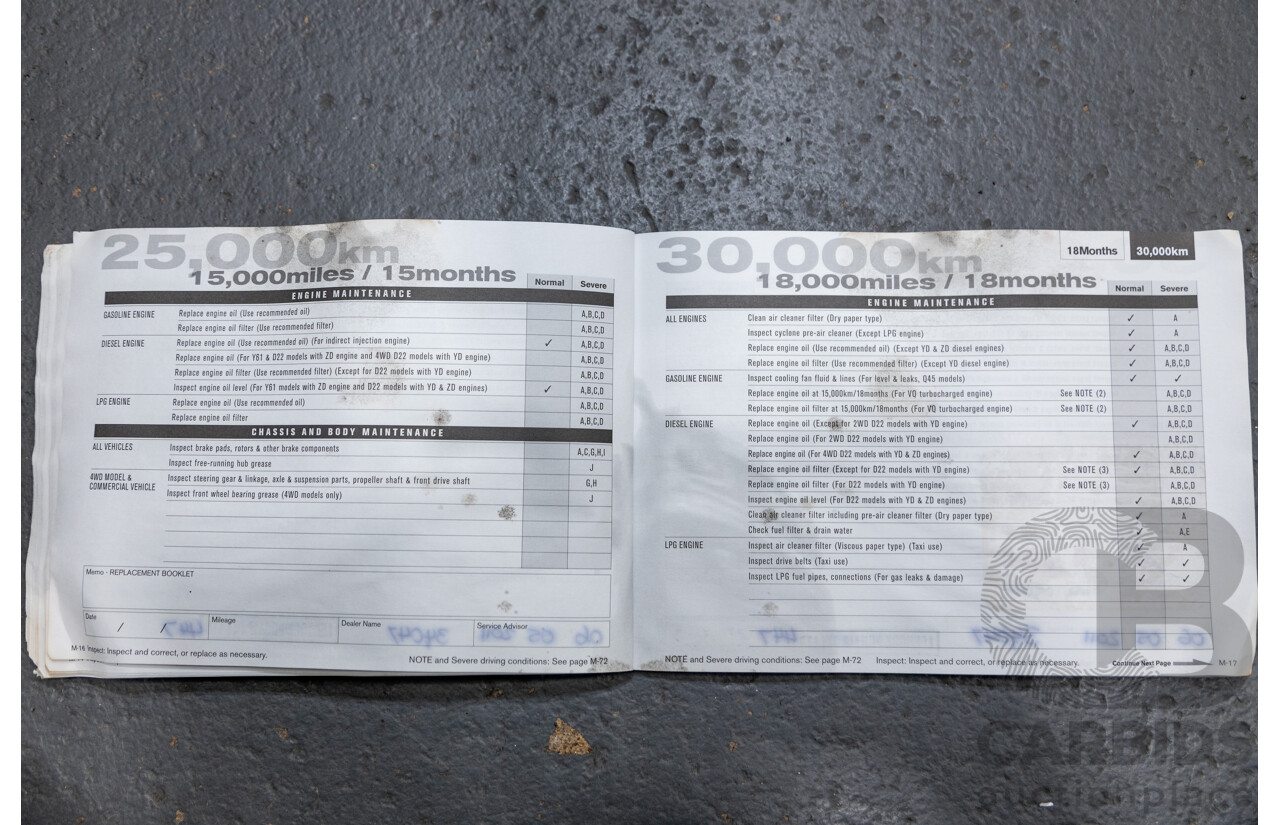 25,000km
15,000miles / 15months
Normal Severe
ENGINE MAINTENANCE
GASOLINE ENGINE Replace engine oil (Use recommended oil) A,B,C,D
Replace engine oil filter (Use recommended filter) A,B,C,D
DIESEL ENGINE Replace engine oil (Use recommended oil) (For indirect injection engine) ✓ A,B,C,D
Replace engine oil (For Y61 & D22 models with ZD engine and 4WD D22 models with YD engine) A,B,C,D
Replace engine oil filter (Use recommended filter) (Except for D22 models with YD engine) A,B,C,D
Inspect engine oil level (For Y61 models with ZD engine and D22 models with YD & ZD engines) ✓ A,B,C,D
LPG ENGINE Replace engine oil (Use recommended oil) A,B,C,D
Replace engine oil filter A,B,C,D
CHASSIS AND BODY MAINTENANCE
ALL VEHICLES Inspect brake pads, rotors & other brake components A,C,G,H,I
Inspect free-running hub grease J
4WD MODEL & COMMERCIAL VEHICLE Inspect steering gear & linkage, axle & suspension parts, propeller shaft & front drive shaft G,H
Inspect front wheel bearing grease (4WD models only) J
Memo - REPLACEMENT BOOKLET
Date / / Mileage Dealer Name Service Advisor
M-16 Inspect: Inspect and correct, or replace as necessary. NOTE and Severe driving conditions: See page M-72
30,000km
18,000miles / 18months
18Months 30,000km
Normal Severe
ENGINE MAINTENANCE
ALL ENGINES Clean air cleaner filter (Dry paper type) ✓ A
Inspect cyclone pre-air cleaner (Except LPG engine) ✓ A
Replace engine oil (Use recommended oil) (Except YD & ZD diesel engines) ✓ A,B,C,D
Replace engine oil filter (Use recommended filter) (Except YD diesel engine) ✓ A,B,C,D
GASOLINE ENGINE Inspect cooling fan fluid & lines (For level & leaks, Q45 models) ✓ ✓
Replace engine oil at 15,000km/18months (For VQ turbocharged engine) See NOTE (2) A,B,C,D
Replace engine oil filter at 15,000km/18months (For VQ turbocharged engine) See NOTE (2) A,B,C,D
DIESEL ENGINE Replace engine oil (Except for 2WD D22 models with YD engine) ✓ A,B,C,D
Replace engine oil (For 2WD D22 models with YD engine) A,B,C,D
Replace engine oil (For 4WD D22 models with YD & ZD engines) ✓ A,B,C,D
Replace engine oil filter (Except for D22 models with YD engine) See NOTE (3) ✓ A,B,C,D
Replace engine oil filter (For D22 models with YD engine) See NOTE (3) A,B,C,D
Inspect engine oil level (For D22 models with YD & ZD engines) ✓ A,B,C,D
Clean air cleaner filter including pre-air cleaner filter (Dry paper type) ✓ A
Check fuel filter & drain water ✓ A,E
LPG ENGINE Inspect air cleaner filter (Viscous paper type) (Taxi use) ✓ A
Inspect drive belts (Taxi use) ✓ ✓
Inspect LPG fuel pipes, connections (For gas leaks & damage) ✓ ✓
NOTE and Severe driving conditions: See page M-72 Inspect: Inspect and correct, or replace as necessary. Continue Next Page M-17
CARBIDS
auctionplace